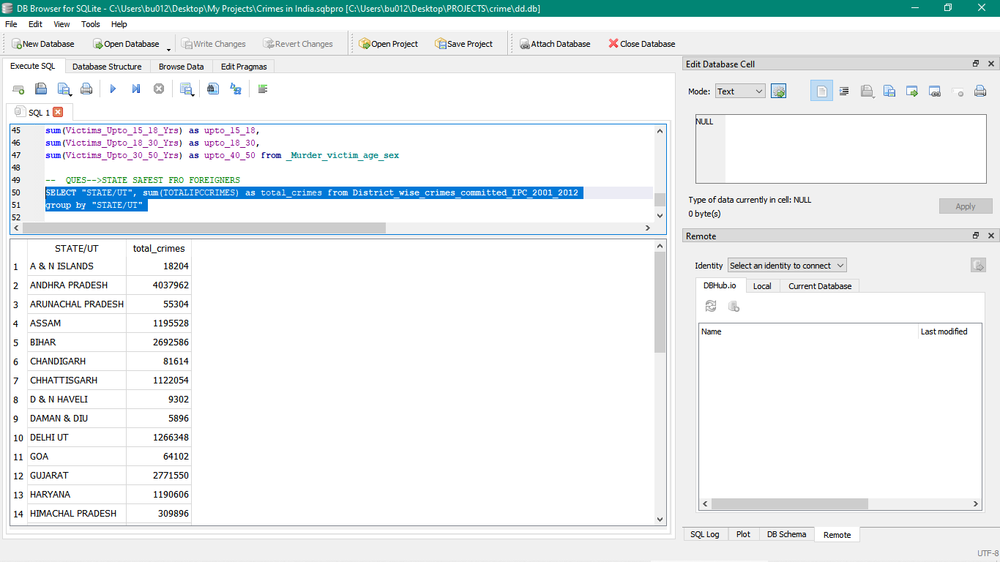 DB Browser for SQLite - C:\Users\bu012\Desktop\My Projects\Crimes in India.sqbpro [C:\Users\bu012\Desktop\PROJECTS\crime\dd.db]
File Edit View Tools Help
New Database Open Database Write Changes Revert Changes Open Project Save Project Attach Database Close Database
Execute SQL Database Structure Browse Data Edit Pragmas
SQL 1
45 sum(Victims_Upto_15_18_Yrs) as upto_15_18,
46 sum(Victims_Upto_18_30_Yrs) as upto_18_30,
47 sum(Victims_Upto_30_50_Yrs) as upto_40_50 from _Murder_victim_age_sex
48
49 -- QUES-->STATE SAFEST FRO FOREIGNERS
50 SELECT "STATE/UT", sum(TOTALIPCCRIMES) as total_crimes from District_wise_crimes_committed_IPC_2001_2012
51 group by "STATE/UT"
52
STATE/UT total_crimes
1 A & N ISLANDS 18204
2 ANDHRA PRADESH 4037962
3 ARUNACHAL PRADESH 55304
4 ASSAM 1195528
5 BIHAR 2692586
6 CHANDIGARH 81614
7 CHHATTISGARH 1122054
8 D & N HAVELI 9302
9 DAMAN & DIU 5896
10 DELHI UT 1266348
11 GOA 64102
12 GUJARAT 2771550
13 HARYANA 1190606
14 HIMACHAL PRADESH 309896
Edit Database Cell
Mode: Text
NULL
Type of data currently in cell: NULL
0 byte(s)
Apply
Remote
Identity Select an identity to connect
DBHub.io Local Current Database
Name Last modified
SQL Log Plot DB Schema Remote
UTF-8